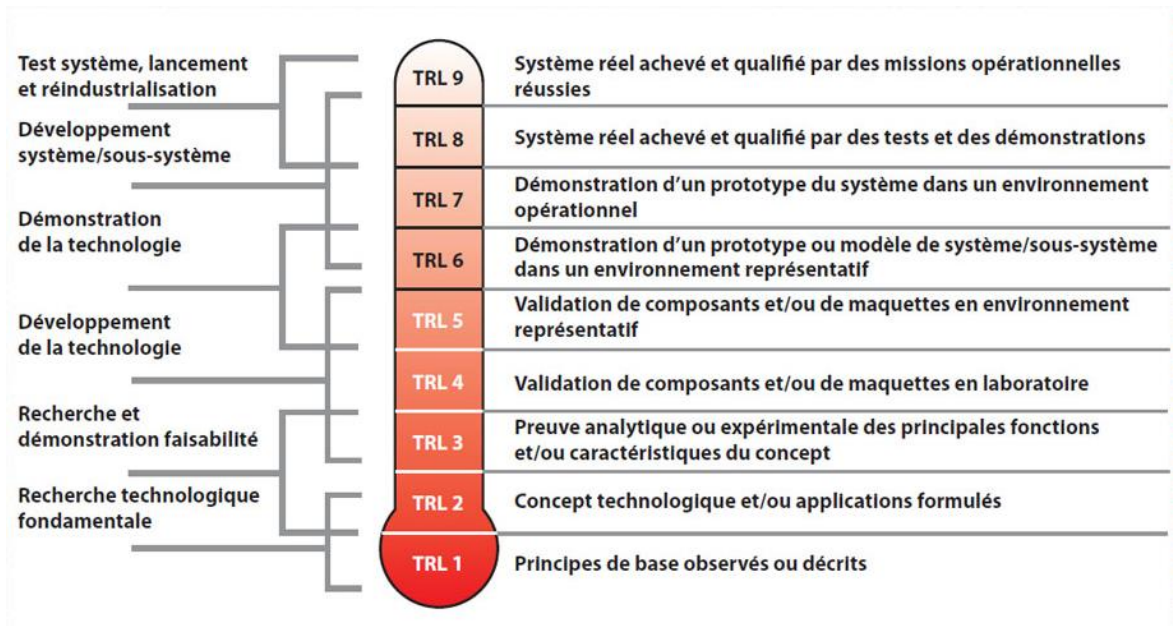 Test système, lancement
et réindustrialisation
Développement
système/sous-système
Démonstration
de la technologie
Développement
de la technologie
Recherche et
démonstration faisabilité
Recherche technologique
fondamentale
TRL 9
Système réel achevé et qualifié par des missions opérationnelles
réussies
TRL 8
Système réel achevé et qualifié par des tests et des démonstrations
TRL 7
Démonstration d'un prototype du système dans un environnement
opérationnel
TRL 6
Démonstration d'un prototype ou modèle de système/sous-système
dans un environnement représentatif
TRL 5
Validation de composants et/ou de maquettes en environnement
représentatif
TRL 4
Validation de composants et/ou de maquettes en laboratoire
TRL 3
Preuve analytique ou expérimentale des principales fonctions
et/ou caractéristiques du concept
TRL 2
Concept technologique et/ou applications formulés
TRL 1
Principes de base observés ou décrits